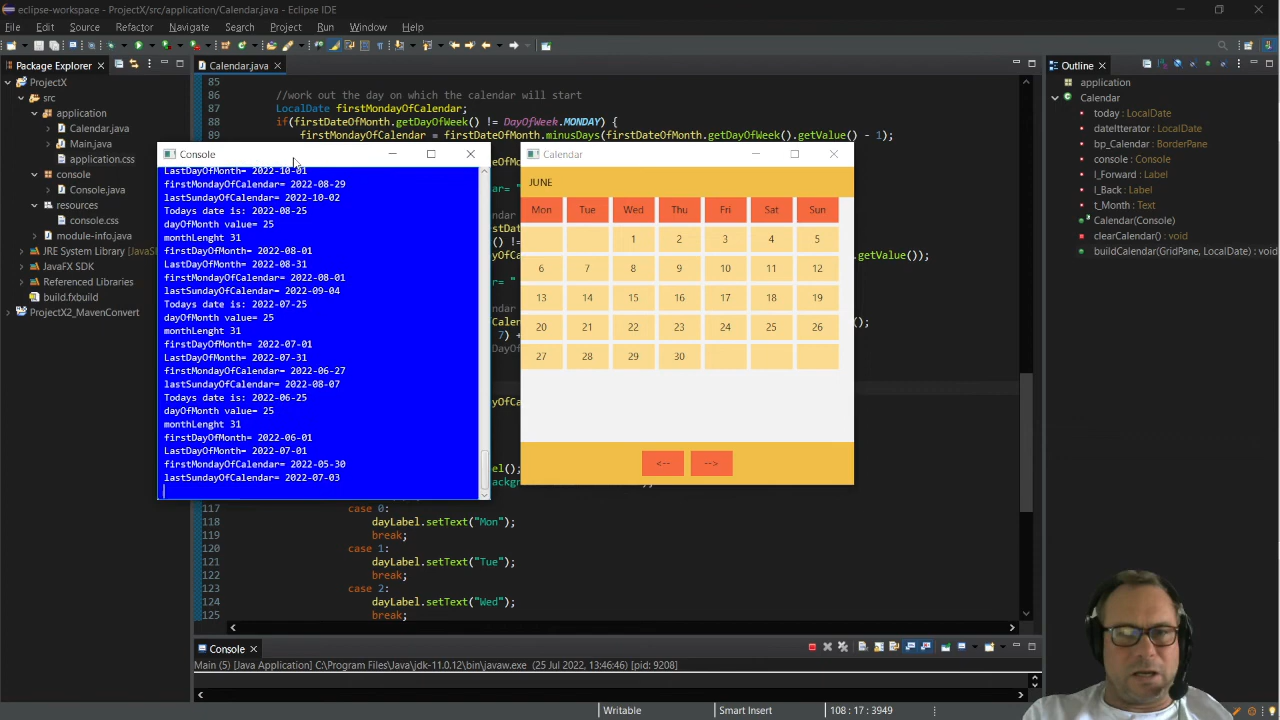 eclipse-workspace - ProjectX/src/application/Calendar.java - Eclipse IDE
File Edit Source Refactor Navigate Search Project Run Window Help
Package Explorer
ProjectX
src
application
Calendar.java
Main.java
application.css
console
Console.java
resources
console.css
module-info.java
JRE System Library [JavaS
JavaFX SDK
Referenced Libraries
build.fxbuild
ProjectX2_MavenConvert
Calendar.java
85
86 //work out the day on which the calendar will start
87 LocalDate firstMondayOfCalendar;
88 if(firstDateOfMonth.getDayOfWeek() != DayOfWeek.MONDAY) {
89 firstMondayOfCalendar = firstDateOfMonth.minusDays(firstDateOfMonth.getDayOfWeek().getValue() - 1);
Console
LastDayOfMonth= 2022-10-01
firstMondayOfCalendar= 2022-08-29
lastSundayOfCalendar= 2022-10-02
Todays date is: 2022-08-25
dayOfMonth value= 25
monthLenght 31
firstDayOfMonth= 2022-08-01
LastDayOfMonth= 2022-08-31
firstMondayOfCalendar= 2022-08-01
lastSundayOfCalendar= 2022-09-04
Todays date is: 2022-07-25
dayOfMonth value= 25
monthLenght 31
firstDayOfMonth= 2022-07-01
LastDayOfMonth= 2022-07-31
firstMondayOfCalendar= 2022-06-27
lastSundayOfCalendar= 2022-08-07
Todays date is: 2022-06-25
dayOfMonth value= 25
monthLenght 31
firstDayOfMonth= 2022-06-01
LastDayOfMonth= 2022-07-01
firstMondayOfCalendar= 2022-05-30
lastSundayOfCalendar= 2022-07-03
Calendar
JUNE
Mon Tue Wed Thu Fri Sat Sun
1 2 3 4 5
6 7 8 9 10 11 12
13 14 15 16 17 18 19
20 21 22 23 24 25 26
27 28 29 30
<-- -->
.getValue());
117 case 0:
118 dayLabel.setText("Mon");
119 break;
120 case 1:
121 dayLabel.setText("Tue");
122 break;
123 case 2:
124 dayLabel.setText("Wed");
125 break;
Console
Main (5) [Java Application] C:\Program Files\Java\jdk-11.0.12\bin\javaw.exe (25 Jul 2022, 13:46:46) [pid: 9208]
Writable Smart Insert 108 : 17 : 3949
Outline
application
Calendar
today : LocalDate
dateItterator : LocalDate
bp_Calendar : BorderPane
console : Console
l_Forward : Label
l_Back : Label
t_Month : Text
Calendar(Console)
clearCalendar() : void
buildCalendar(GridPane, LocalDate) : void